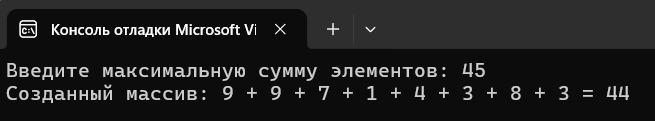 Консоль отладки Microsoft Vi
Введите максимальную сумму элементов: 45
Созданный массив: 9 + 9 + 7 + 1 + 4 + 3 + 8 + 3 = 44